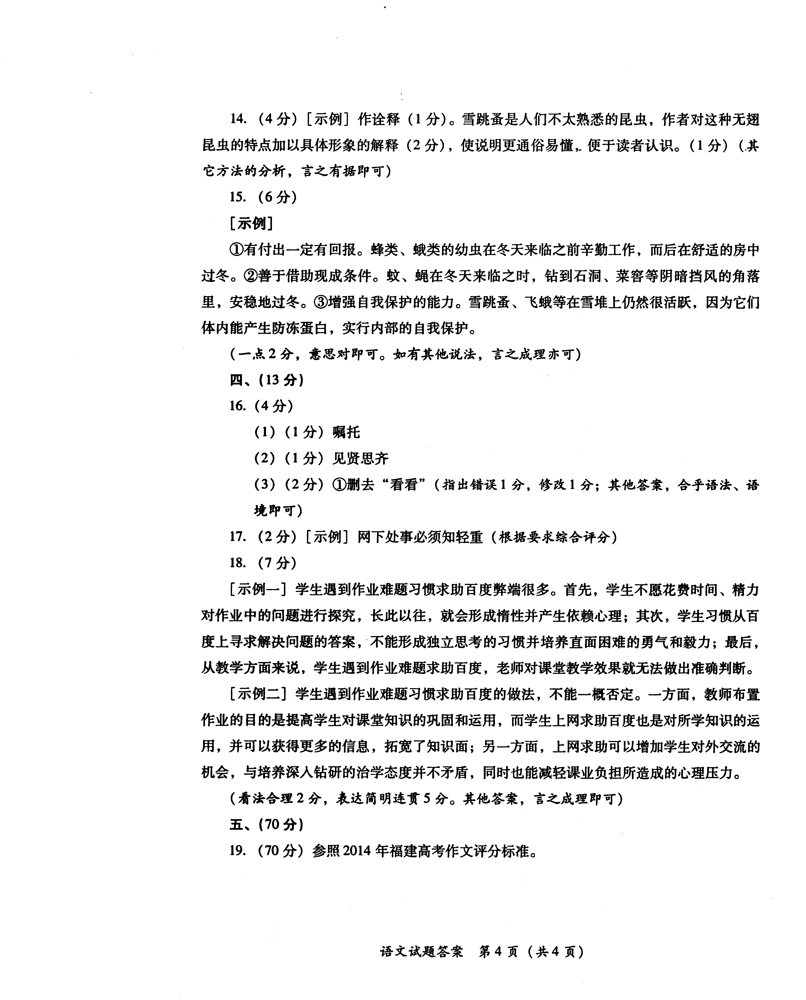 14. （4 分）［示例］ 作诠释（1 分）。雪跳蚤是人们不太熟悉的昆虫，作者对这种无翅
昆虫的特点加以具体形象的解释（2 分），使说明更通俗易懂，便于读者认识。（1 分）（其
它方法的分析，言之有据即可）
15. （6 分）
［示例］
①有付出一定有回报。蜂类、蛾类的幼虫在冬天来临之前辛勤工作，而后在舒适的房中
过冬。②善于借助现成条件。蚊、蝇在冬天来临之时，钻到石洞、菜窖等阴暗挡风的角落
里，安稳地过冬。③增强自我保护的能力。雪跳蚤、飞蛾等在雪堆上仍然很活跃，因为它们
体内能产生防冻蛋白，实行内部的自我保护。
（一点 2 分，意思对即可。如有其他说法，言之成理亦可）
四、（13 分）
16. （4 分）
（1）（1 分）嘱托
（2）（1 分）见贤思齐
（3）（2 分）①删去“看看”（指出错误 1 分，修改 1 分；其他答案，合乎语法、语
境即可）
17. （2 分）［示例］ 网下处事必须知轻重（根据要求综合评分）
18. （7 分）
［示例一］ 学生遇到作业难题习惯求助百度弊端很多。首先，学生不愿花费时间、精力
对作业中的问题进行探究，长此以往，就会形成惰性并产生依赖心理；其次，学生习惯从百
度上寻求解决问题的答案，不能形成独立思考的习惯并培养直面困难的勇气和毅力；最后，
从教学方面来说，学生遇到作业难题求助百度，老师对课堂教学效果就无法做出准确判断。
［示例二］ 学生遇到作业难题习惯求助百度的做法，不能一概否定。一方面，教师布置
作业的目的是提高学生对课堂知识的巩固和运用，而学生上网求助百度也是对所学知识的运
用，并可以获得更多的信息，拓宽了知识面；另一方面，上网求助可以增加学生对外交流的
机会，与培养深入钻研的治学态度并不矛盾，同时也能减轻课业负担所造成的心理压力。
（看法合理 2 分，表达简明连贯 5 分。其他答案，言之成理即可）
五、（70 分）
19. （70 分）参照 2014 年福建高考作文评分标准。
语文试题答案 第 4 页（共 4 页）